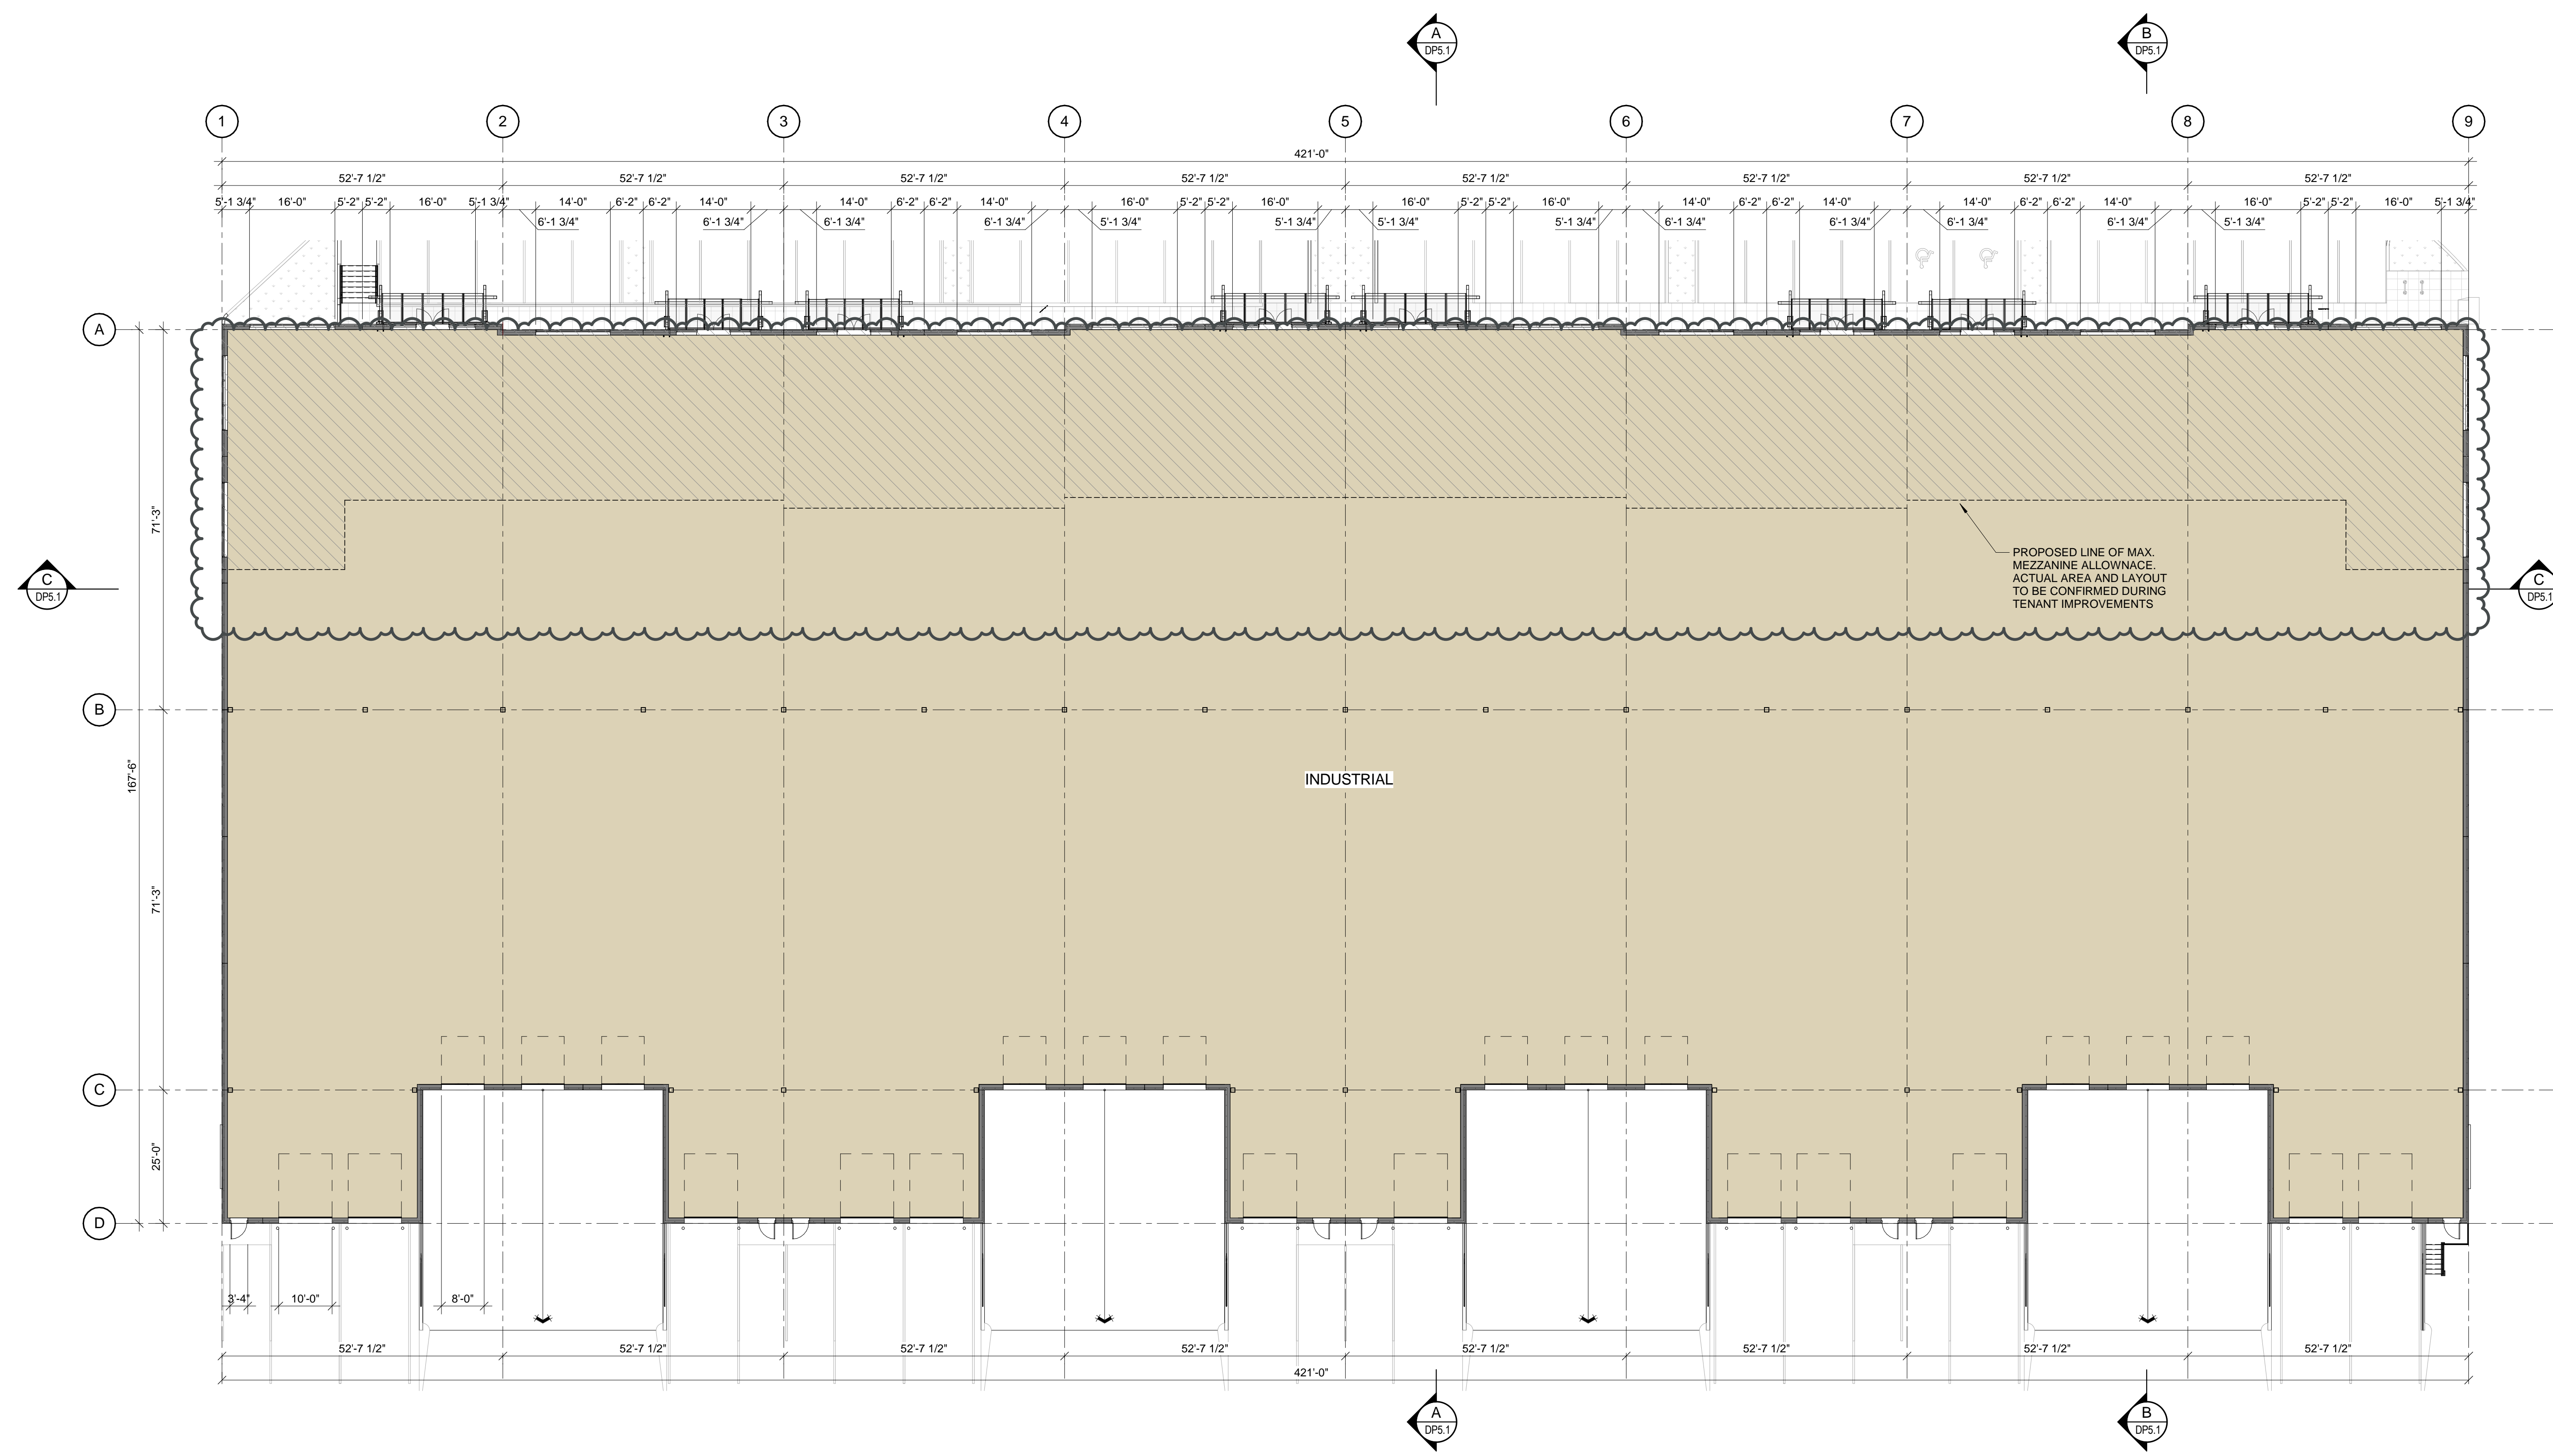 A
DP5.1
B
DP5.1
1 2 3 4 5 6 7 8 9
421'-0"
52'-7 1/2" 52'-7 1/2" 52'-7 1/2" 52'-7 1/2" 52'-7 1/2" 52'-7 1/2" 52'-7 1/2" 52'-7 1/2"
5'-1 3/4" 16'-0" 5'-2" 5'-2" 16'-0" 5'-1 3/4" 14'-0" 6'-2" 6'-2" 14'-0" 14'-0" 6'-2" 6'-2" 14'-0" 16'-0" 5'-2" 5'-2" 16'-0" 16'-0" 5'-2" 5'-2" 16'-0" 14'-0" 6'-2" 6'-2" 14'-0" 14'-0" 6'-2" 6'-2" 14'-0" 16'-0" 5'-2" 5'-2" 16'-0" 5'-1 3/4"
6'-1 3/4" 6'-1 3/4" 6'-1 3/4" 6'-1 3/4" 5'-1 3/4" 5'-1 3/4" 5'-1 3/4" 5'-1 3/4" 6'-1 3/4" 6'-1 3/4" 6'-1 3/4" 6'-1 3/4" 5'-1 3/4"
A
71'-3"
PROPOSED LINE OF MAX.
MEZZANINE ALLOWNACE.
ACTUAL AREA AND LAYOUT
TO BE CONFIRMED DURING
TENANT IMPROVEMENTS
C
DP5.1
C
DP5.1
B
167'-6"
INDUSTRIAL
71'-3"
C
25'-0"
D
3'-4" 10'-0" 8'-0"
52'-7 1/2" 52'-7 1/2" 52'-7 1/2" 52'-7 1/2" 52'-7 1/2" 52'-7 1/2" 52'-7 1/2" 52'-7 1/2"
421'-0"
A
DP5.1
B
DP5.1